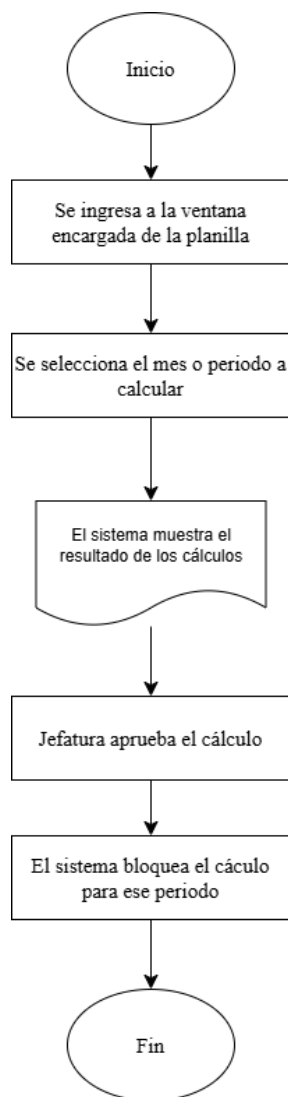 Inicio
Se ingresa a la ventana
encargada de la planilla
Se selecciona el mes o periodo a
calcular
El sistema muestra el
resultado de los cálculos
Jefatura aprueba el cálculo
El sistema bloquea el cáculo
para ese periodo
Fin